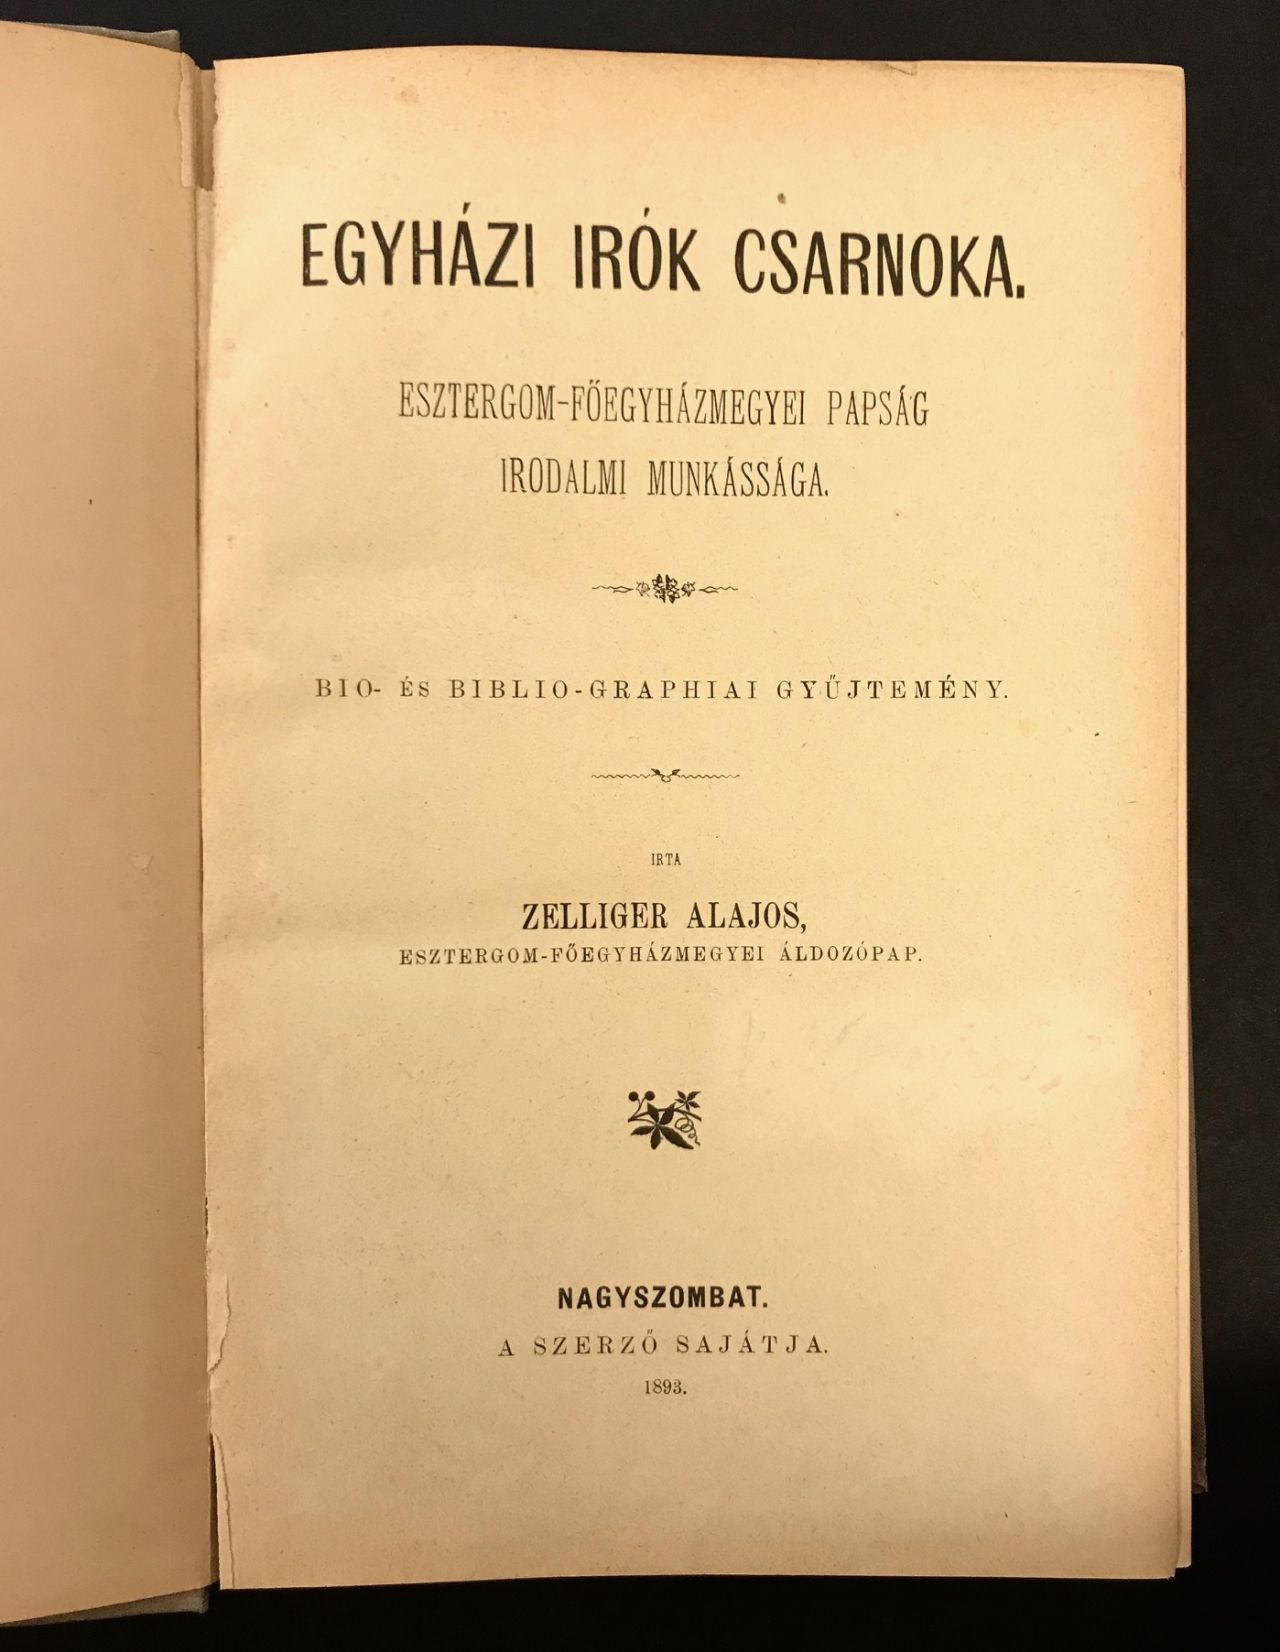 EGYHÁZI IRÓK CSARNOKA.
ESZTERGOM-FŐEGYHÁZMEGYEI PAPSÁG
IRODALMI MUNKÁSSÁGA.
BIO- ÉS BIBLIO-GRAPHIAI GYŰJTEMÉNY.
IRTA
ZELLIGER ALAJOS,
ESZTERGOM-FŐEGYHÁZMEGYEI ÁLDOZÓPAP.
NAGYSZOMBAT.
A SZERZŐ SAJÁTJA.
1893.